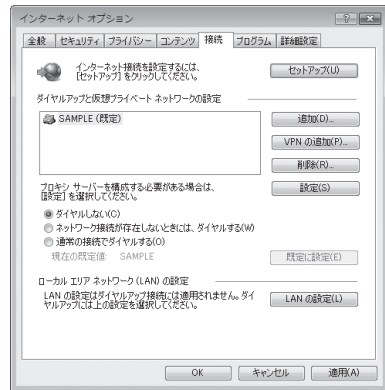 インターネット オプション
全般 セキュリティ プライバシー コンテンツ 接続 プログラム 詳細設定
インターネット接続を設定するには、
[セットアップ] をクリックしてください。
セットアップ(U)
ダイヤルアップと仮想プライベート ネットワークの設定
SAMPLE (既定)
追加(D)...
VPN の追加(P)...
削除(R)...
プロキシ サーバーを構成する必要がある場合は、
[設定] を選択してください。
設定(S)
ダイヤルしない(C)
ネットワーク接続が存在しないときには、ダイヤルする(W)
通常の接続でダイヤルする(O)
現在の既定値: SAMPLE
既定に設定(E)
ローカル エリア ネットワーク (LAN) の設定
LAN の設定はダイヤルアップ接続には適用されません。ダイ
ヤルアップには上の設定を選択してください。
LAN の設定(L)
OK キャンセル 適用(A)